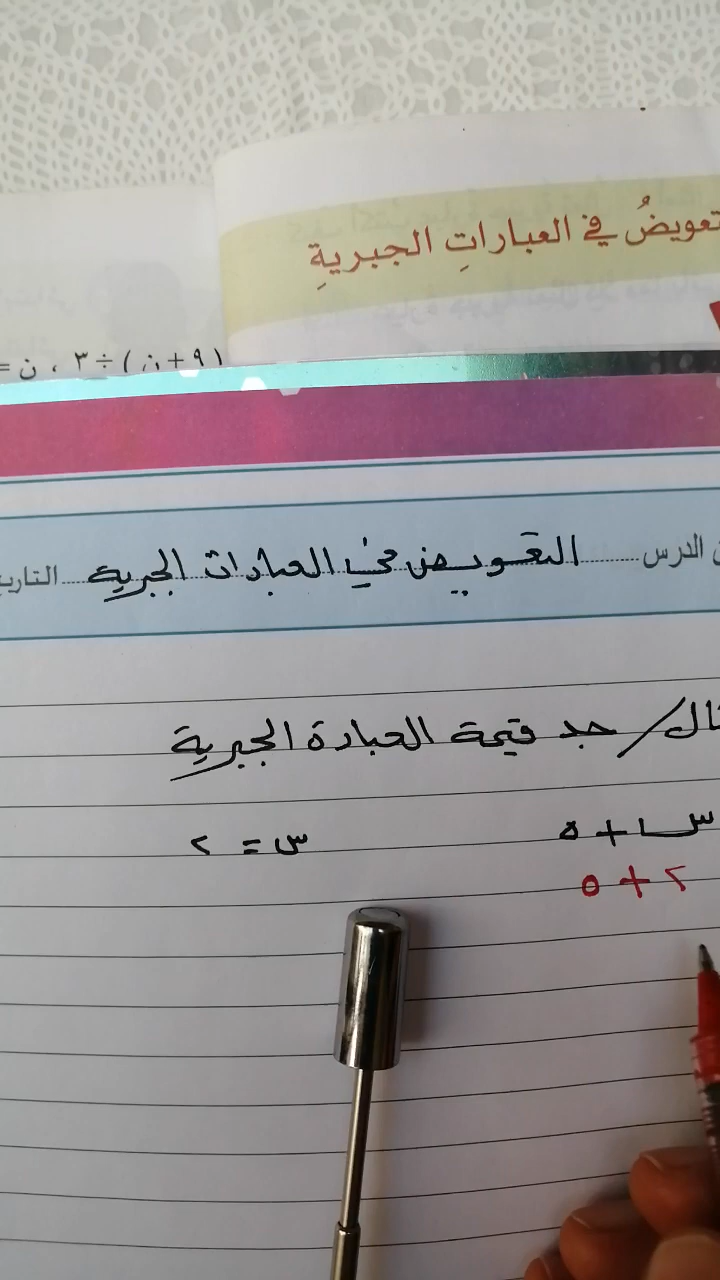 تعويضُ في العباراتِ الجبريةِ
(٩ + ن) ÷ ٣ ، ن =
الدرس التعويض في العبارات الجبرية التاريخ
مثال / جد قيمة العبارة الجبرية
س + ٥ س = ٢
٢ + ٥